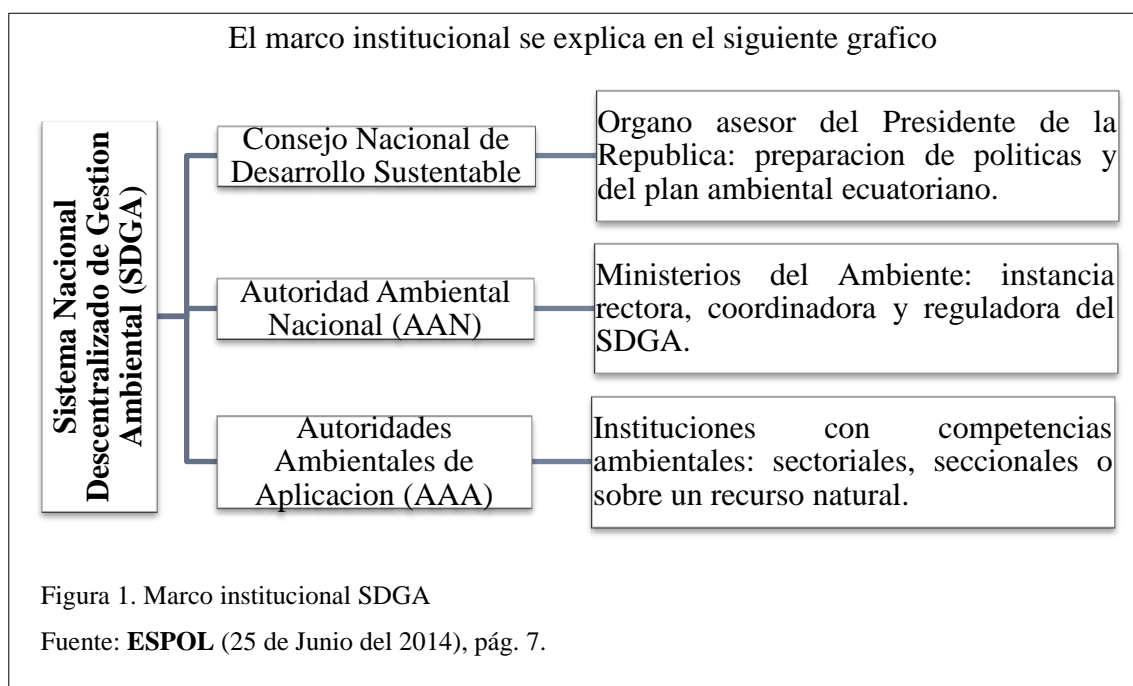 El marco institucional se explica en el siguiente grafico
Sistema Nacional
Descentralizado de Gestion
Ambiental (SDGA)
Consejo Nacional de
Desarrollo Sustentable
Organo asesor del Presidente de la
Republica: preparacion de politicas y
del plan ambiental ecuatoriano.
Autoridad Ambiental
Nacional (AAN)
Ministerios del Ambiente: instancia
rectora, coordinadora y reguladora del
SDGA.
Autoridades
Ambientales de
Aplicacion (AAA)
Instituciones con competencias
ambientales: sectoriales, seccionales o
sobre un recurso natural.
Figura 1. Marco institucional SDGA
Fuente: ESPOL (25 de Junio del 2014), pág. 7.